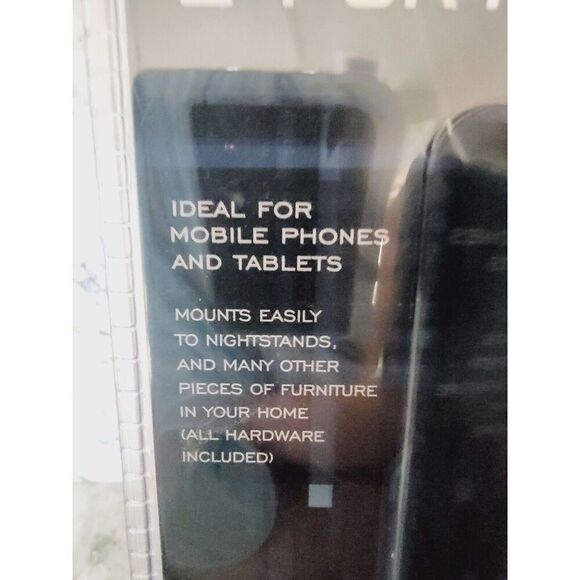 IDEAL FOR
MOBILE PHONES
AND TABLETS
MOUNTS EASILY
TO NIGHTSTANDS,
AND MANY OTHER
PIECES OF FURNITURE
IN YOUR HOME
(ALL HARDWARE
INCLUDED)